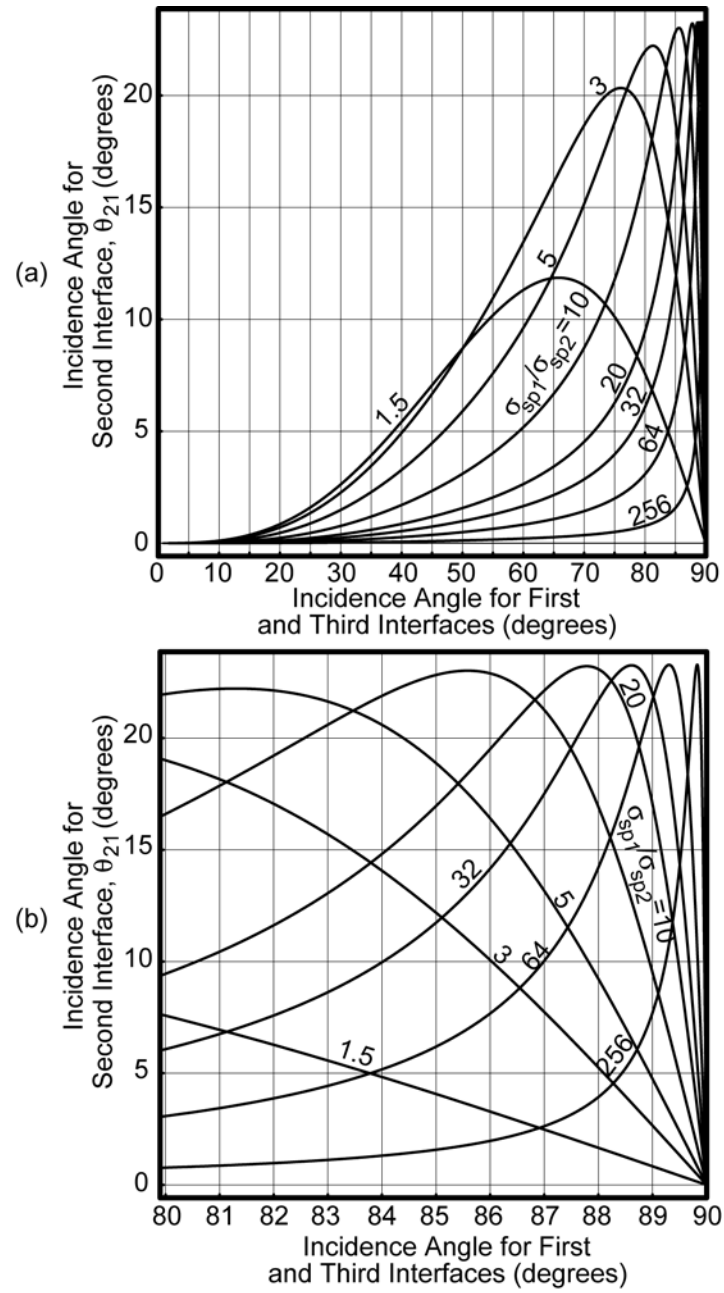 (a)
Incidence Angle for
Second Interface, θ21 (degrees)
20
15
10
5
0
3
5
1.5
σsp1/σsp2=10
20
32
64
256
0 10 20 30 40 50 60 70 80 90
Incidence Angle for First
and Third Interfaces (degrees)
(b)
Incidence Angle for
Second Interface, θ21 (degrees)
20
15
10
5
0
20
σsp1/σsp2=10
32
5
3
64
1.5
256
80 81 82 83 84 85 86 87 88 89 90
Incidence Angle for First
and Third Interfaces (degrees)